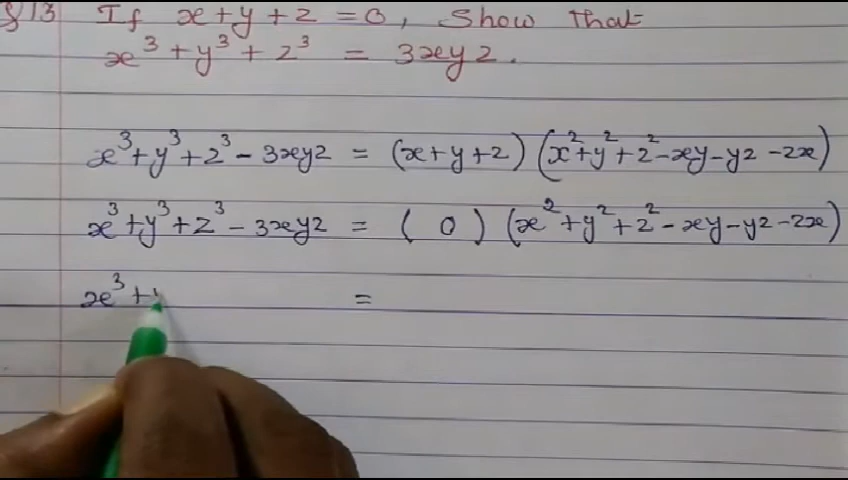 Q13 If x+y+z=0, Show that
x³+y³+z³ = 3xyz.
x³+y³+z³-3xyz = (x+y+z)(x²+y²+z²-xy-yz-zx)
x³+y³+z³-3xyz = ( 0 )(x²+y²+z²-xy-yz-zx)
x³+ =